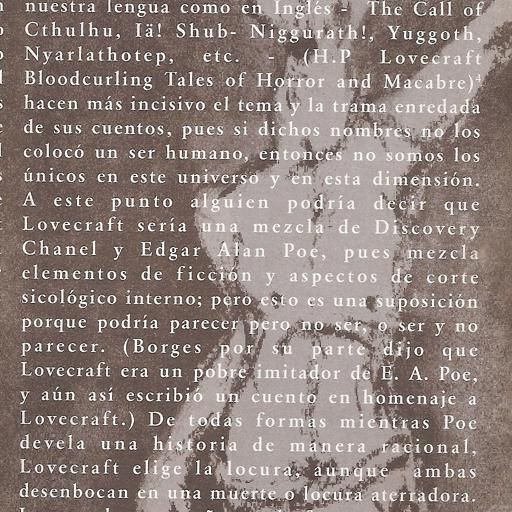 nuestra lengua como en Inglés - The Call of
Cthulhu, Iä! Shub- Niggurath!, Yuggoth,
Nyarlathotep, etc. - (H.P Lovecraft
Bloodcurling Tales of Horror and Macabre)⁴
hacen más incisivo el tema y la trama enredada
de sus cuentos, pues si dichos nombres no los
colocó un ser humano, entonces no somos los
únicos en este universo y en esta dimensión.
A este punto alguien podría decir que
Lovecraft sería una mezcla de Discovery
Chanel y Edgar Alan Poe, pues mezcla
elementos de ficción y aspectos de corte
sicológico interno; pero esto es una suposición
porque podría parecer pero no ser, o ser y no
parecer. (Borges por su parte dijo que
Lovecraft era un pobre imitador de E. A. Poe,
y aún así escribió un cuento en homenaje a
Lovecraft.) De todas formas mientras Poe
devela una historia de manera racional,
Lovecraft elige la locura, aunque ambas
desenbocan en una muerte o locura aterradora.